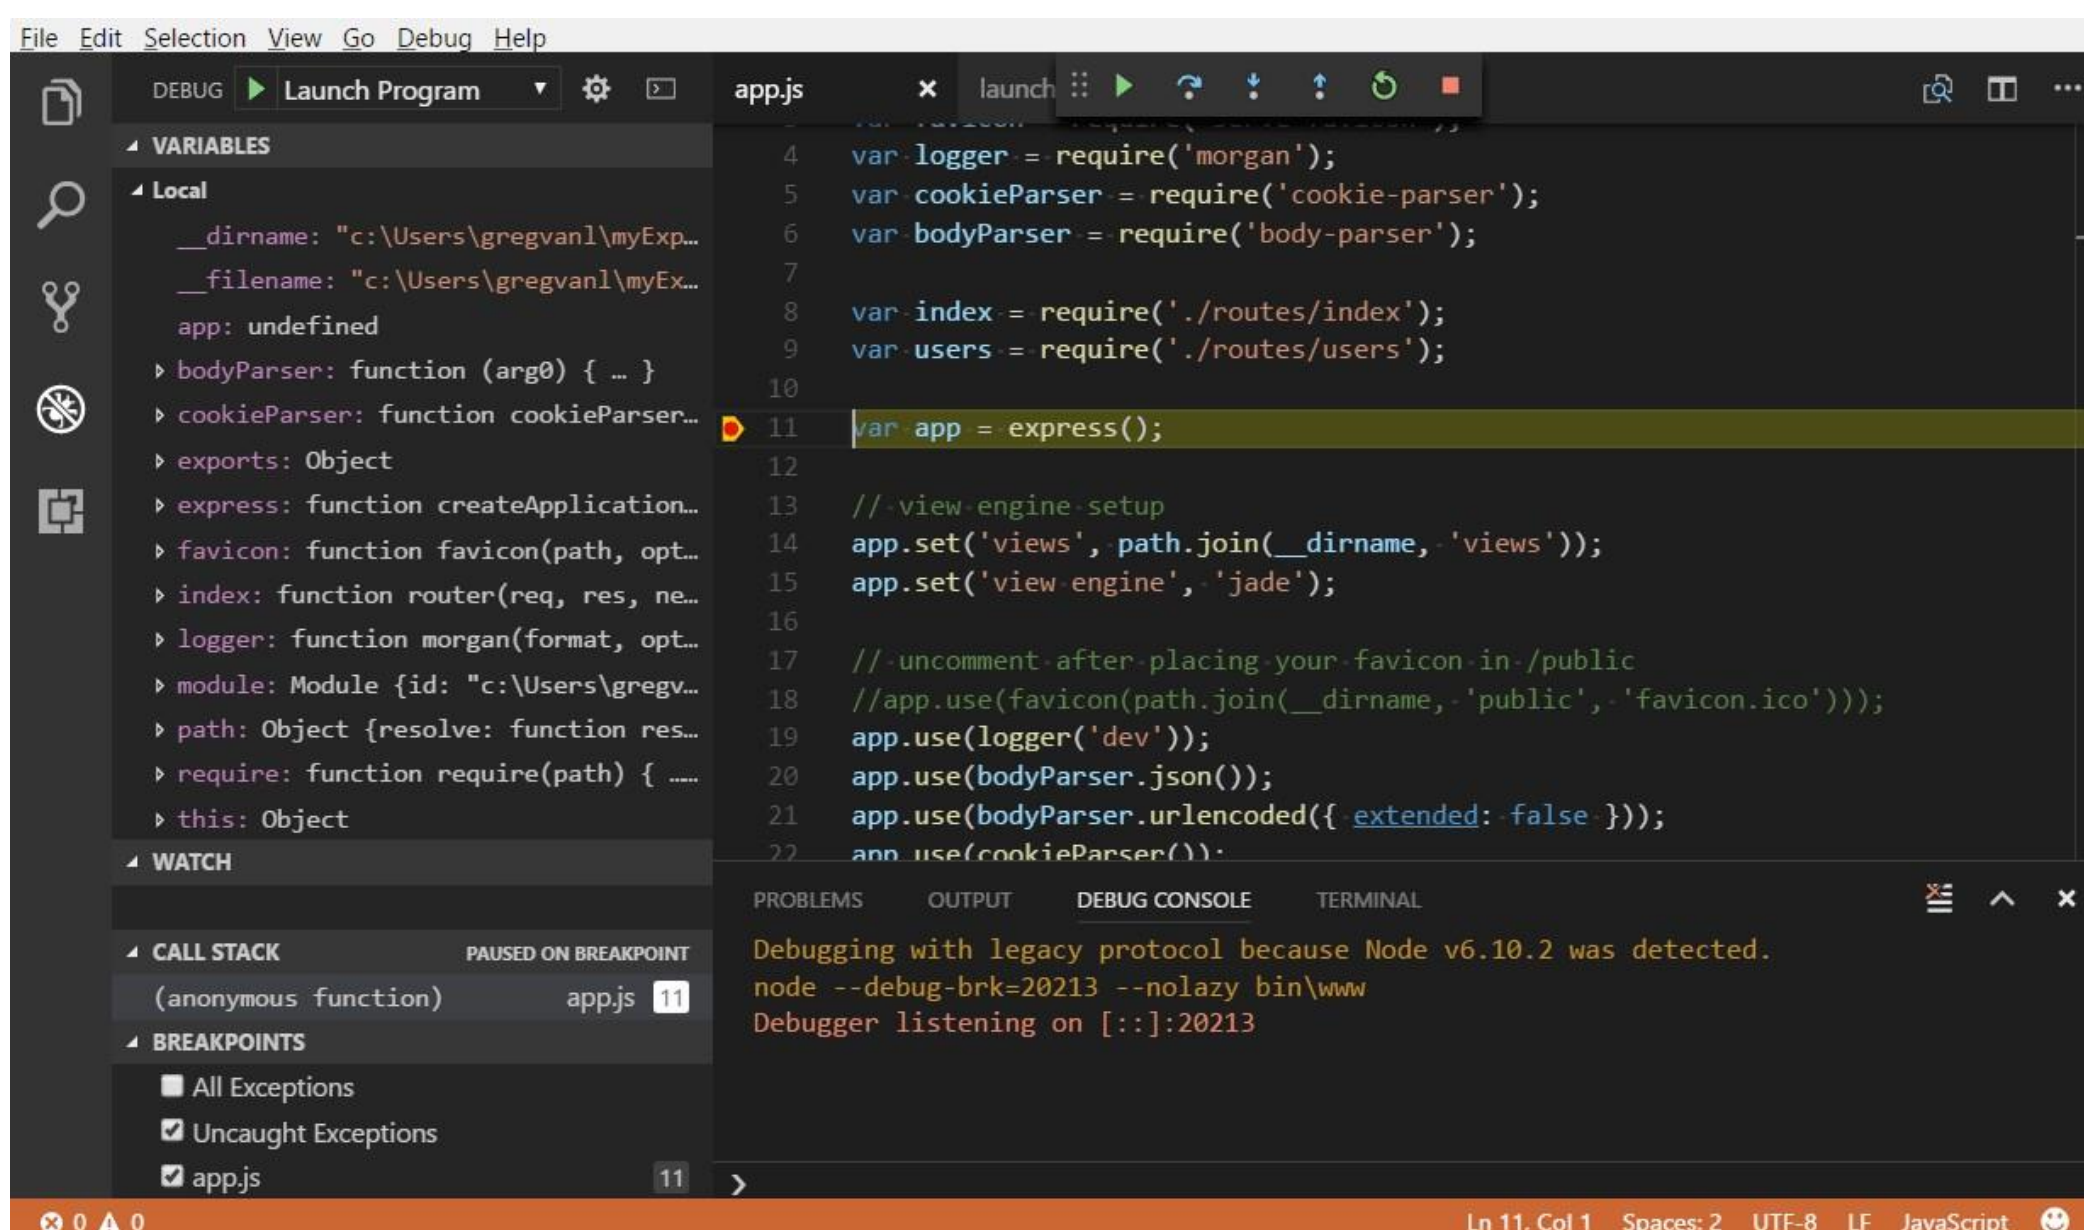 File Edit Selection View Go Debug Help
DEBUG Launch Program
VARIABLES
Local
__dirname: "c:\Users\gregvanl\myExp…
__filename: "c:\Users\gregvanl\myEx…
app: undefined
bodyParser: function (arg0) { … }
cookieParser: function cookieParser…
exports: Object
express: function createApplication…
favicon: function favicon(path, opt…
index: function router(req, res, ne…
logger: function morgan(format, opt…
module: Module {id: "c:\Users\gregv…
path: Object {resolve: function res…
require: function require(path) { ……
this: Object
WATCH
CALL STACK PAUSED ON BREAKPOINT
(anonymous function) app.js 11
BREAKPOINTS
All Exceptions
Uncaught Exceptions
app.js 11
app.js launch
4 var logger = require('morgan');
5 var cookieParser = require('cookie-parser');
6 var bodyParser = require('body-parser');
7
8 var index = require('./routes/index');
9 var users = require('./routes/users');
10
11 var app = express();
12
13 // view engine setup
14 app.set('views', path.join(__dirname, 'views'));
15 app.set('view engine', 'jade');
16
17 // uncomment after placing your favicon in /public
18 //app.use(favicon(path.join(__dirname, 'public', 'favicon.ico')));
19 app.use(logger('dev'));
20 app.use(bodyParser.json());
21 app.use(bodyParser.urlencoded({ extended: false }));
22 app.use(cookieParser());
PROBLEMS OUTPUT DEBUG CONSOLE TERMINAL
Debugging with legacy protocol because Node v6.10.2 was detected.
node --debug-brk=20213 --nolazy bin\www
Debugger listening on [::]:20213
0 0 Ln 11, Col 1 Spaces: 2 UTF-8 LF JavaScript